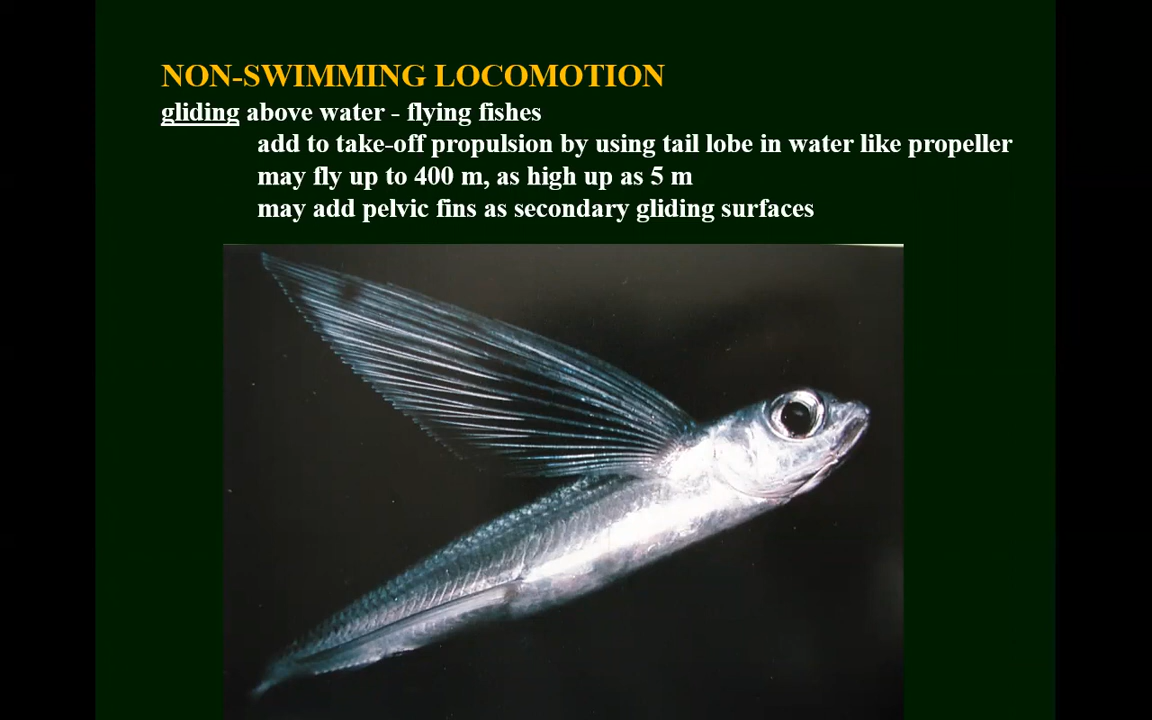 NON-SWIMMING LOCOMOTION
gliding above water - flying fishes
add to take-off propulsion by using tail lobe in water like propeller
may fly up to 400 m, as high up as 5 m
may add pelvic fins as secondary gliding surfaces